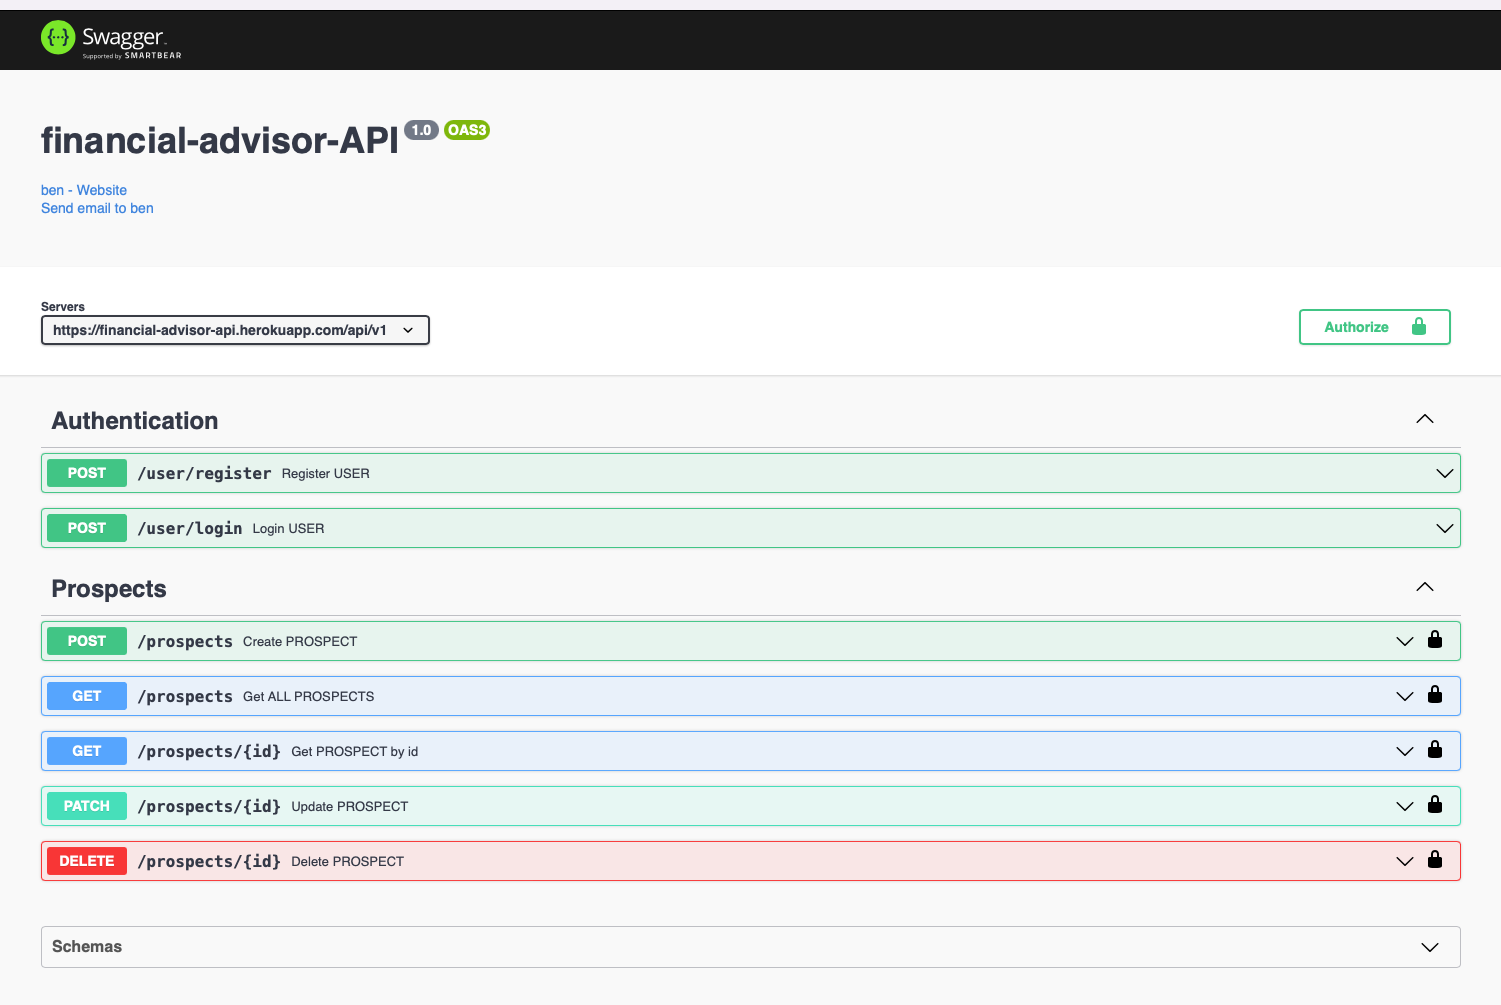 Swagger.
Supported by SMARTBEAR
financial-advisor-API 1.0 OAS3
ben - Website
Send email to ben
Servers
https://financial-advisor-api.herokuapp.com/api/v1
Authorize
Authentication
POST /user/register Register USER
POST /user/login Login USER
Prospects
POST /prospects Create PROSPECT
GET /prospects Get ALL PROSPECTS
GET /prospects/{id} Get PROSPECT by id
PATCH /prospects/{id} Update PROSPECT
DELETE /prospects/{id} Delete PROSPECT
Schemas